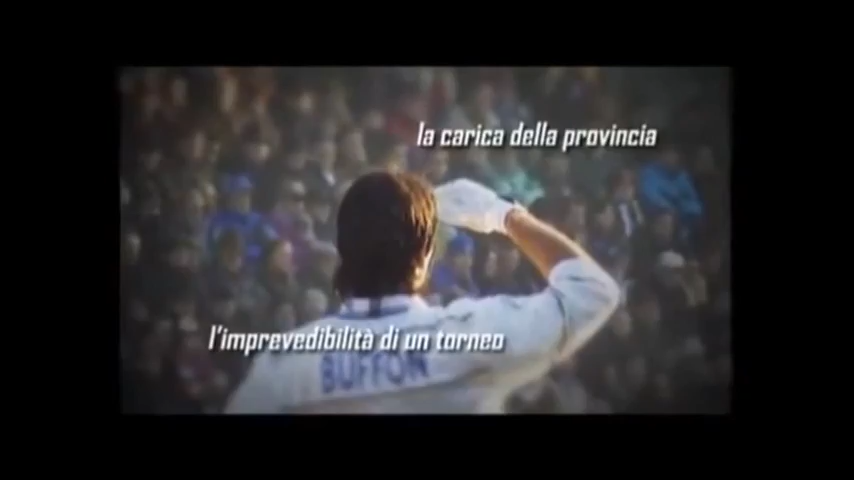 la carica della provincia
l'imprevedibilità di un torneo
BUFFON